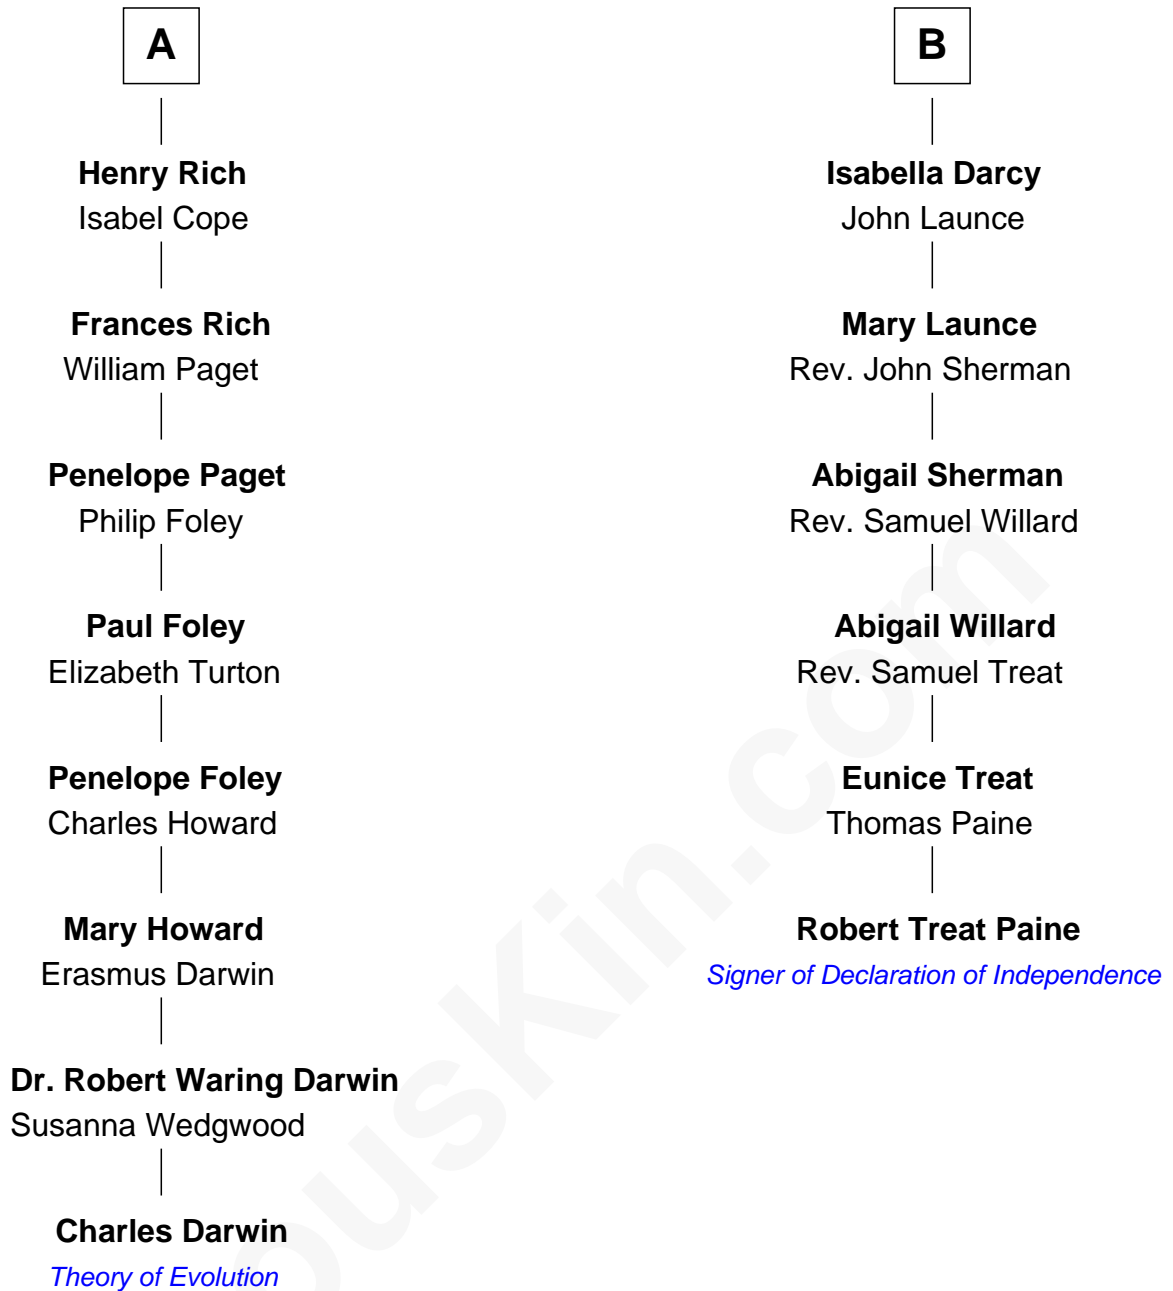 A
Henry Rich
Isabel Cope
Frances Rich
William Paget
Penelope Paget
Philip Foley
Paul Foley
Elizabeth Turton
Penelope Foley
Charles Howard
Mary Howard
Erasmus Darwin
Dr. Robert Waring Darwin
Susanna Wedgwood
Charles Darwin
Theory of Evolution
B
Isabella Darcy
John Launce
Mary Launce
Rev. John Sherman
Abigail Sherman
Rev. Samuel Willard
Abigail Willard
Rev. Samuel Treat
Eunice Treat
Thomas Paine
Robert Treat Paine
Signer of Declaration of Independence
ousKin.com